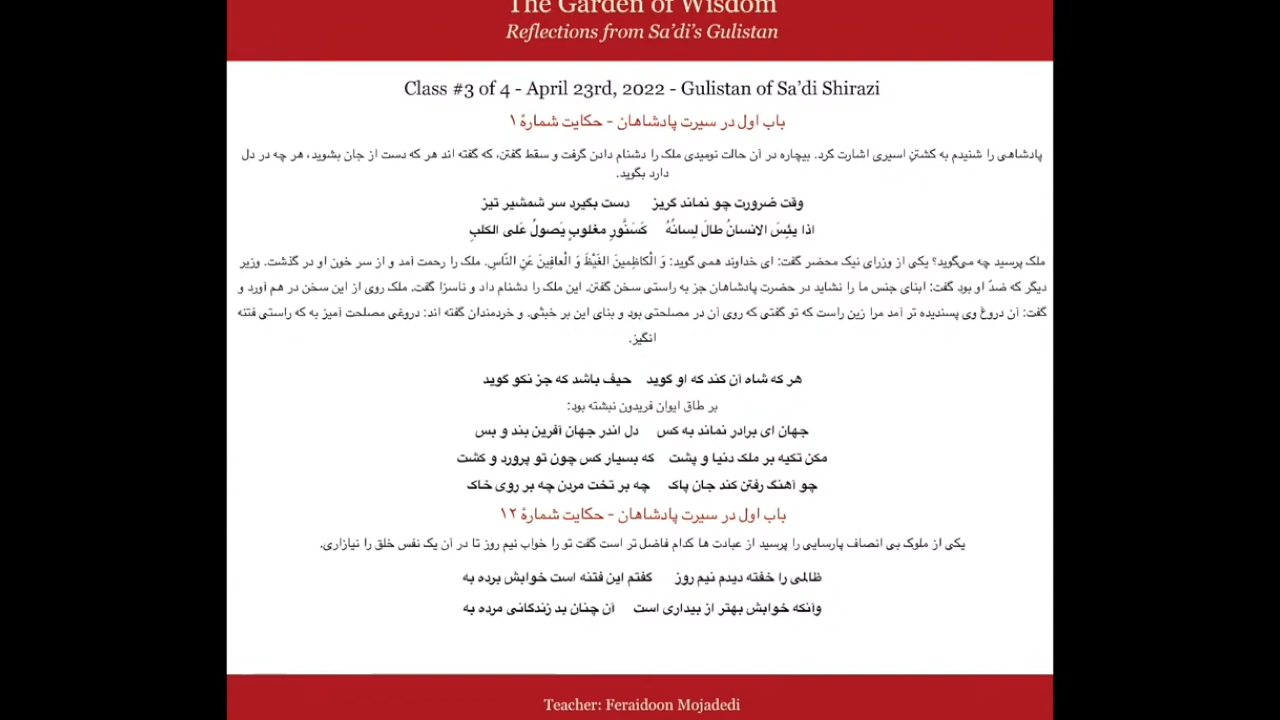 The Garden of Wisdom
Reflections from Sa’di’s Gulistan
Class #3 of 4 - April 23rd, 2022 - Gulistan of Sa’di Shirazi
باب اول در سیرت پادشاهان - حکایت شمارهٔ ۱
پادشاهی را شنیدم به کشتنِ اسیری اشارت کرد. بیچاره در آن حالت نومیدی ملک را دشنام دادن گرفت و سقط گفتن، که گفته اند هر که دست از جان بشوید، هر چه در دل
دارد بگوید.
وقت ضرورت چو نماند گریز دست بگیرد سر شمشیر تیز
اذا یئِسَ الانسانُ طالَ لِسانُهُ کَسَنَّورِ مغلوبٍ یَصولُ عَلی الکلبِ
ملک پرسید چه می‌گوید؟ یکی از وزرای نیک محضر گفت: ای خداوند همی گوید: وَ الْکاظِمینَ الغَیْظَ وَ الْعافِینَ عَنِ النّاسِ. ملک را رحمت آمد و از سر خون او در گذشت. وزیر
دیگر که ضدّ او بود گفت: ابنای جنس ما را نشاید در حضرت پادشاهان جز به راستی سخن گفتن. این ملک را دشنام داد و ناسزا گفت. ملک روی از این سخن در هم آورد و
گفت: آن دروغ وی پسندیده تر آمد مرا زین راست که تو گفتی که روی آن در مصلحتی بود و بنای این بر خبثی. و خردمندان گفته اند: دروغی مصلحت آمیز به که راستی فتنه
انگیز.
هر که شاه آن کند که او گوید حیف باشد که جز نکو گوید
بر طاق ایوان فریدون نبشته بود:
جهان ای برادر نماند به کس دل اندر جهان آفرین بند و بس
مکن تکیه بر ملک دنیا و پشت که بسیار کس چون تو پرورد و کشت
چو آهنگ رفتن کند جان پاک چه بر تخت مردن چه بر روی خاک
باب اول در سیرت پادشاهان - حکایت شمارهٔ ۱۲
یکی از ملوک بی انصاف پارسایی را پرسید از عبادت ها کدام فاضل تر است گفت تو را خواب نیم روز تا در آن یک نفس خلق را نیازاری.
ظالمی را خفته دیدم نیم روز گفتم این فتنه است خوابش برده به
وآنکه خوابش بهتر از بیداری است آن چنان بد زندگانی مرده به
Teacher: Feraidoon Mojadedi